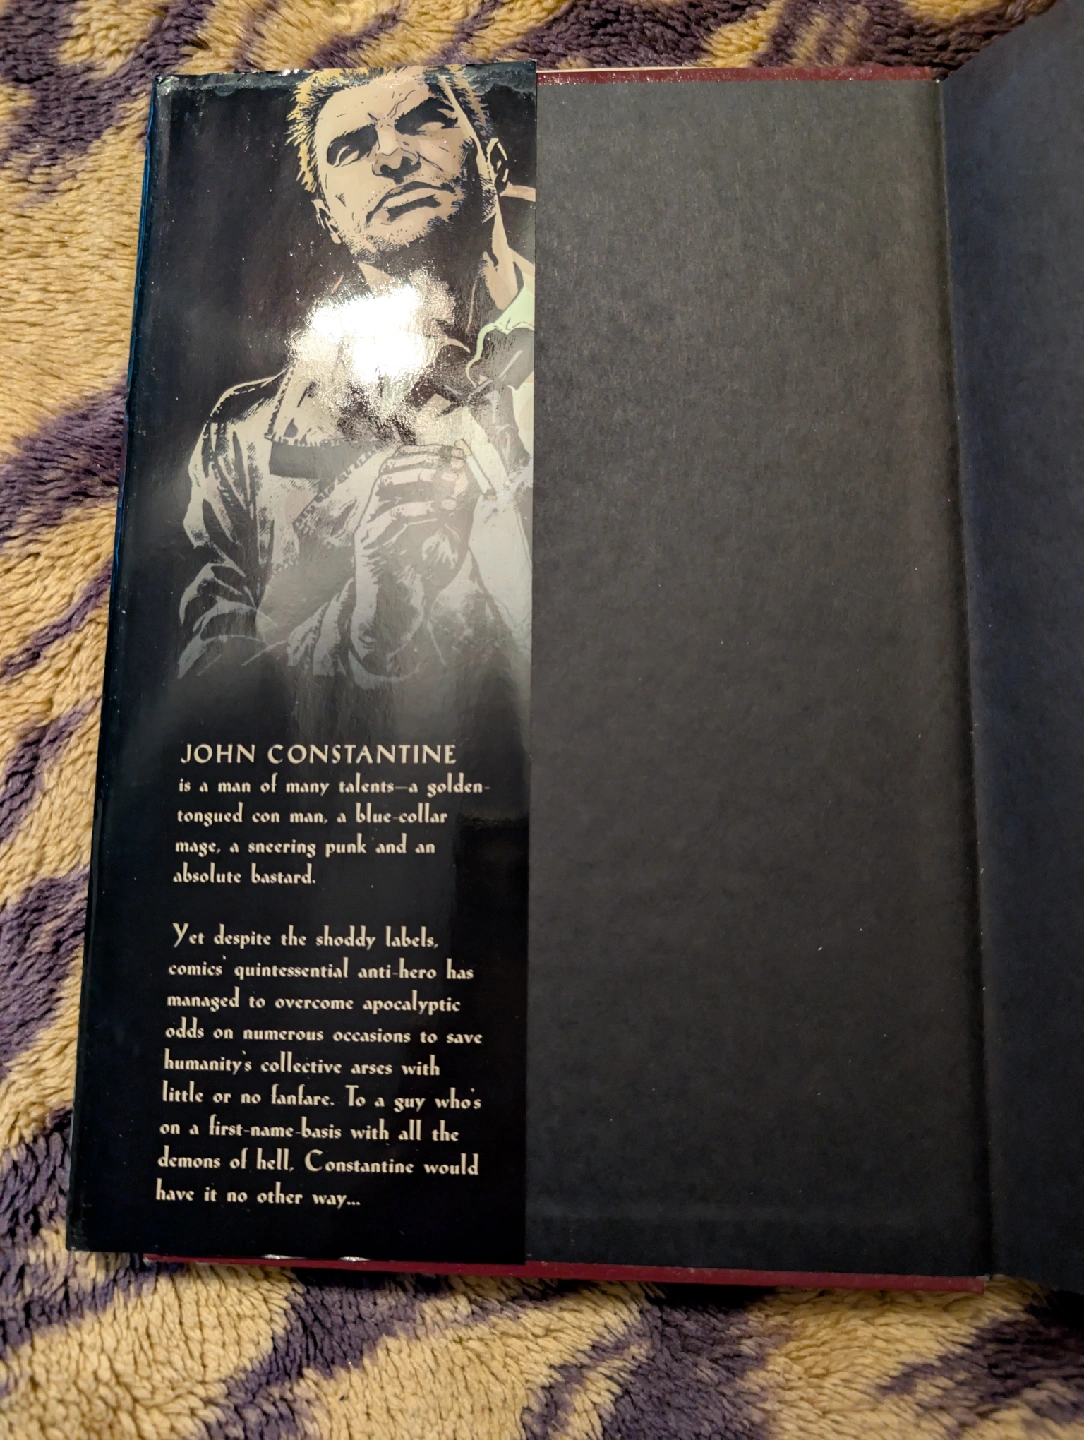 JOHN CONSTANTINE
is a man of many talents—a golden-
tongued con man, a blue-collar
mage, a sneering punk and an
absolute bastard.
Yet despite the shoddy labels,
comics' quintessential anti-hero has
managed to overcome apocalyptic
odds on numerous occasions to save
humanity's collective arses with
little or no fanfare. To a guy who's
on a first-name-basis with all the
demons of hell, Constantine would
have it no other way...